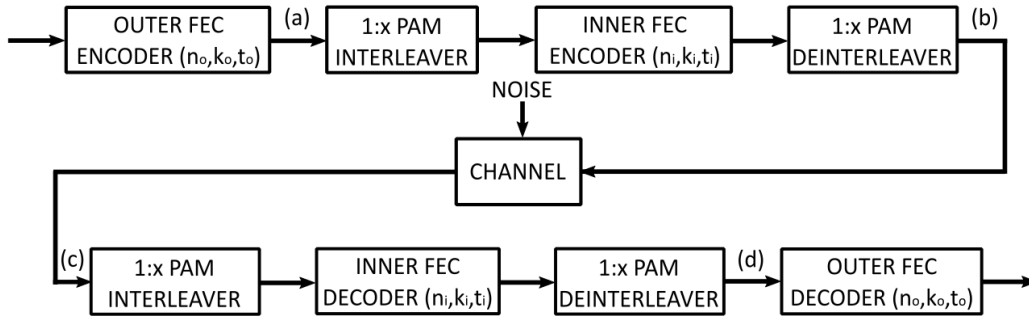 OUTER FEC
ENCODER (no,ko,to)
(a)
1:x PAM
INTERLEAVER
INNER FEC
ENCODER (ni,ki,ti)
1:x PAM
DEINTERLEAVER
(b)
NOISE
CHANNEL
(c)
1:x PAM
INTERLEAVER
INNER FEC
DECODER (ni,ki,ti)
1:x PAM
DEINTERLEAVER
(d)
OUTER FEC
DECODER (no,ko,to)